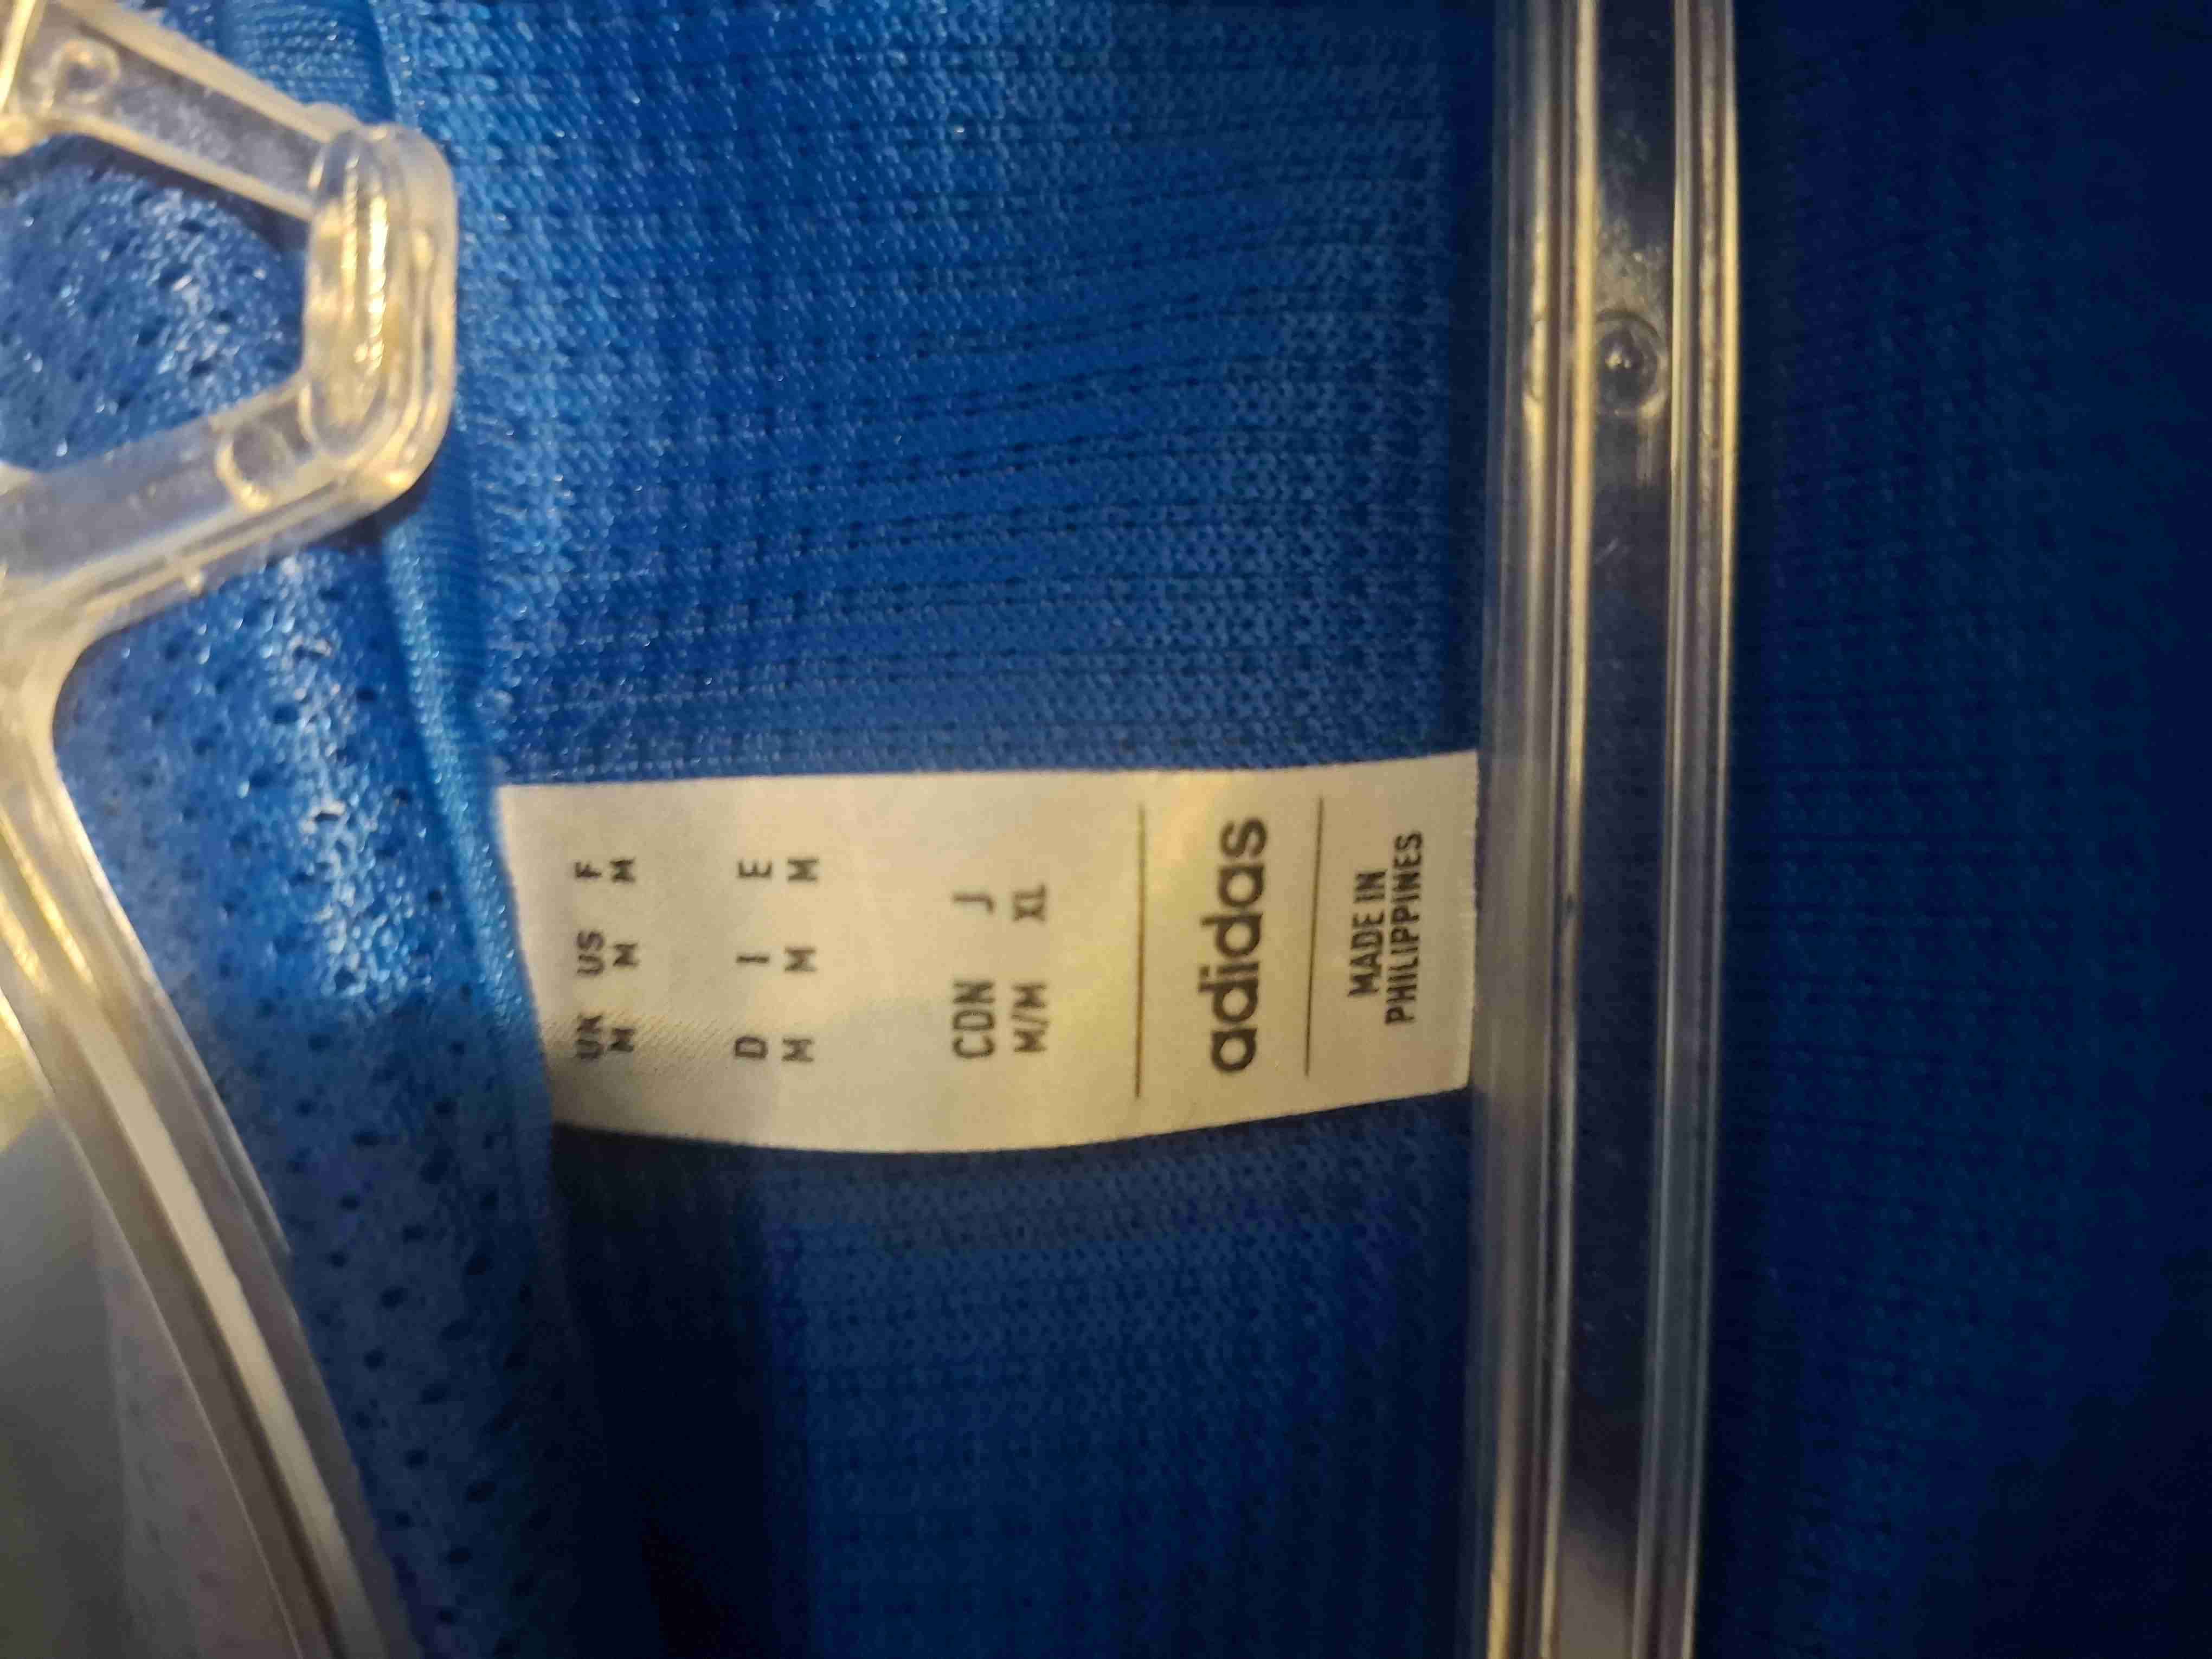 UK US F
M M M
D I E
M M M
CDN J
M/M XL
adidas
MADE IN
PHILIPPINES